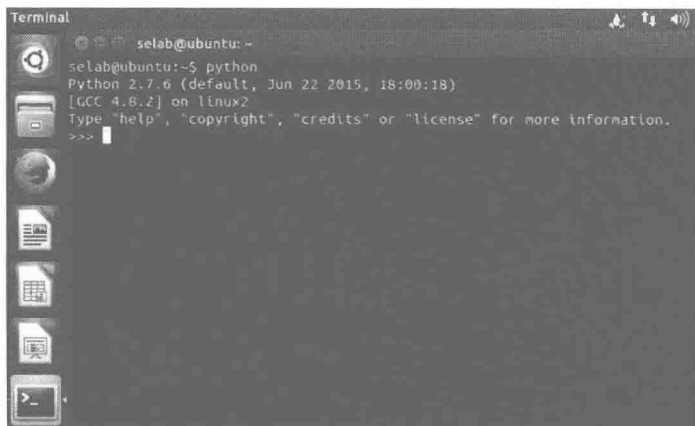 Terminal
selab@ubuntu: ~
selab@ubuntu:~$ python
Python 2.7.6 (default, Jun 22 2015, 18:00:18)
[GCC 4.8.2] on linux2
Type "help", "copyright", "credits" or "license" for more information.
>>>